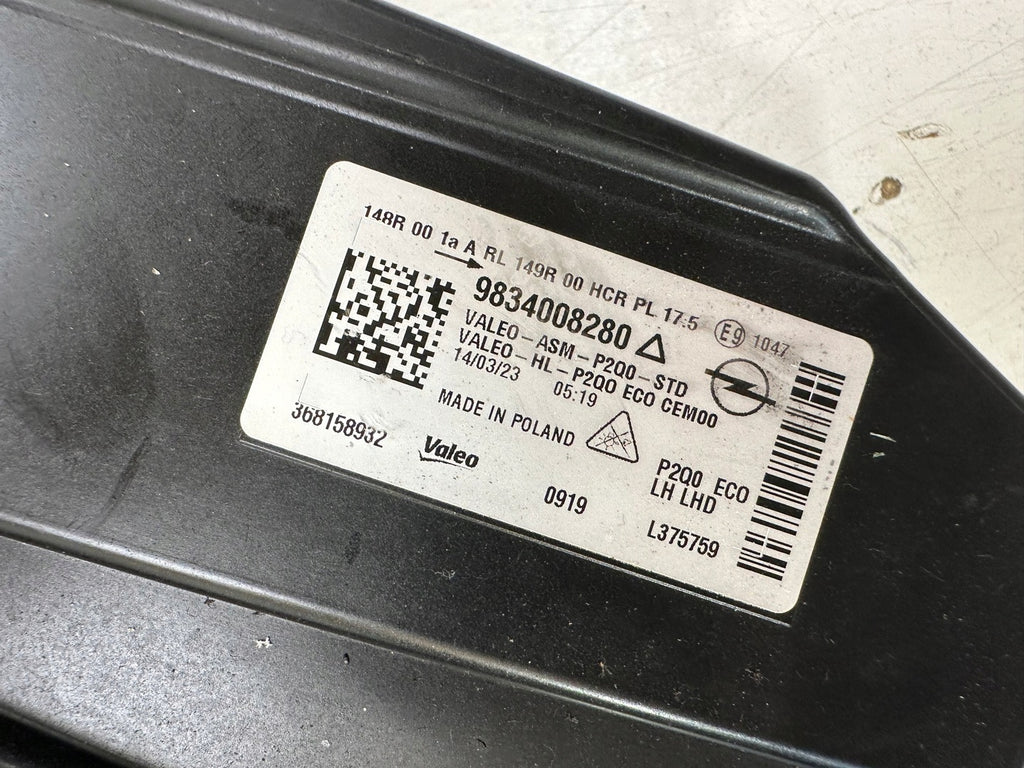 148R 00 1a A RL 149R 00 HCR PL 17.5 E9 1047
9834008280
VALEO-ASM-P2Q0-STD
VALEO-HL-P2Q0 ECO CEM00
14/03/23 05:19
MADE IN POLAND
368158932
Valeo
0919
P2Q0 ECO
LH LHD
L375759